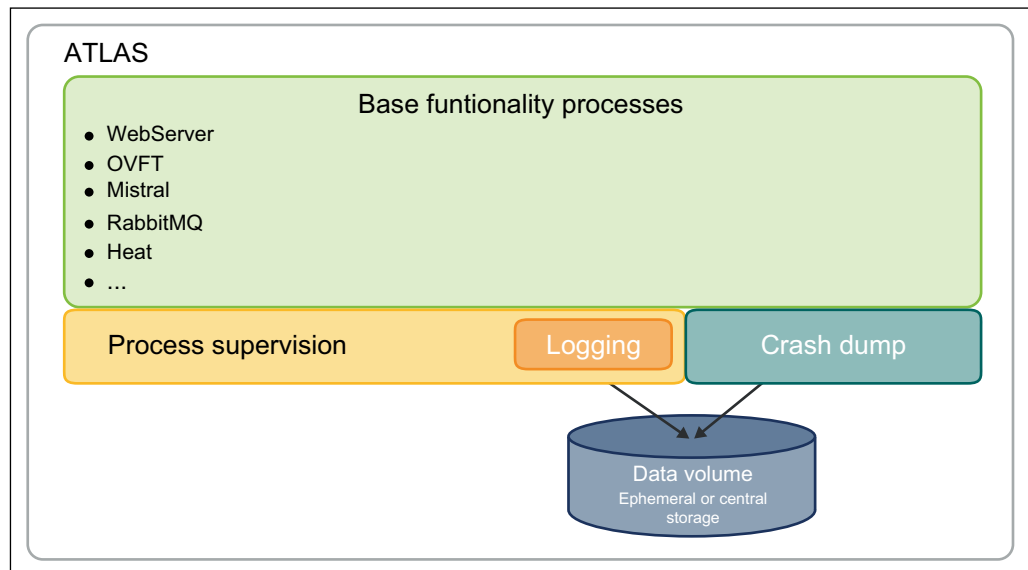 ATLAS
Base funtionality processes
● WebServer
● OVFT
● Mistral
● RabbitMQ
● Heat
● ...
Process supervision
Logging
Crash dump
Data volume
Ephemeral or central
storage